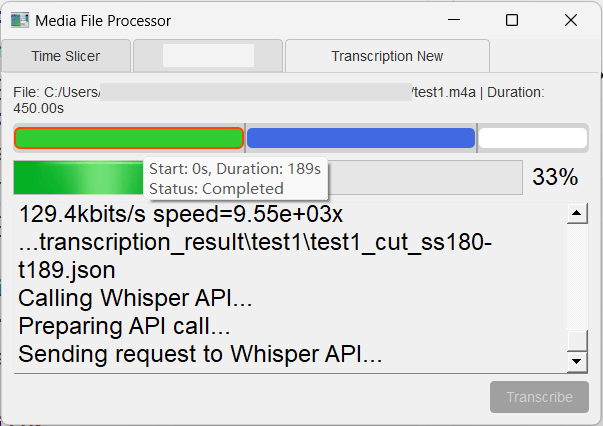 Media File Processor
Time Slicer
Transcription New
File: C:/Users/ /test1.m4a | Duration:
450.00s
Start: 0s, Duration: 189s
Status: Completed
33%
129.4kbits/s speed=9.55e+03x
...transcription_result\test1\test1_cut_ss180-
t189.json
Calling Whisper API...
Preparing API call...
Sending request to Whisper API...
Transcribe